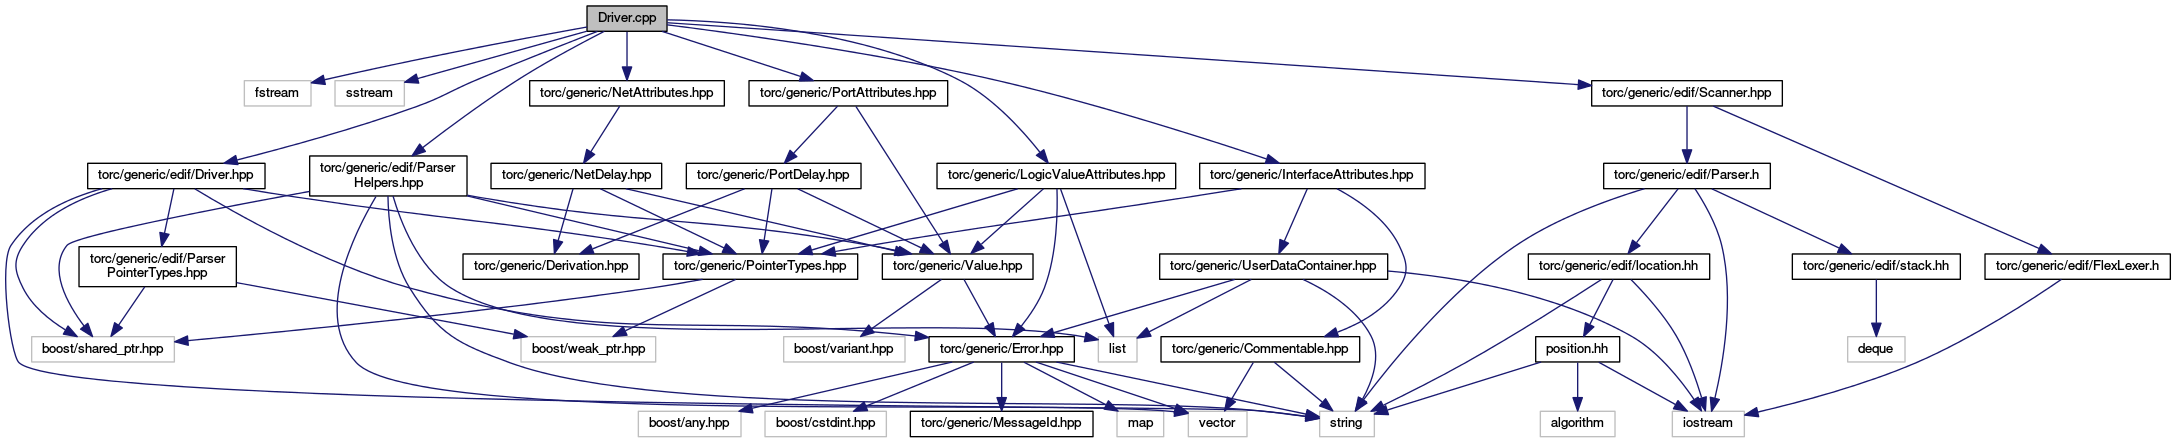 Driver.cpp
fstream
sstream
torc/generic/NetAttributes.hpp
torc/generic/PortAttributes.hpp
torc/generic/edif/Scanner.hpp
torc/generic/edif/Driver.hpp
torc/generic/edif/Parser
Helpers.hpp
torc/generic/NetDelay.hpp
torc/generic/PortDelay.hpp
torc/generic/LogicValueAttributes.hpp
torc/generic/InterfaceAttributes.hpp
torc/generic/edif/Parser.h
torc/generic/edif/Parser
PointerTypes.hpp
torc/generic/Derivation.hpp
torc/generic/PointerTypes.hpp
torc/generic/Value.hpp
torc/generic/UserDataContainer.hpp
torc/generic/edif/location.hh
torc/generic/edif/stack.hh
torc/generic/edif/FlexLexer.h
boost/shared_ptr.hpp
boost/weak_ptr.hpp
boost/variant.hpp
torc/generic/Error.hpp
list
torc/generic/Commentable.hpp
position.hh
deque
boost/any.hpp
boost/cstdint.hpp
torc/generic/MessageId.hpp
map
vector
string
algorithm
iostream